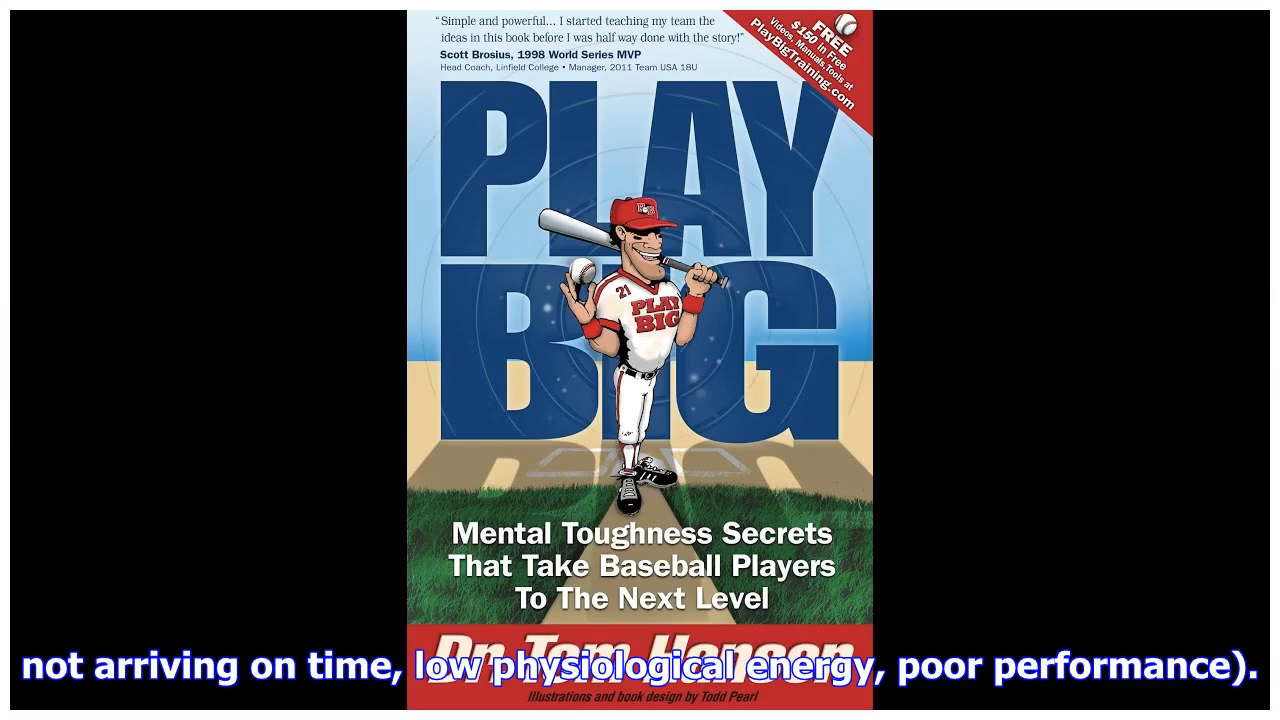 “Simple and powerful... I started teaching my team the
ideas in this book before I was half way done with the story!”
Scott Brosius, 1998 World Series MVP
Head Coach, Linfield College • Manager, 2011 Team USA 18U
FREE
$150 in Free
Videos, Manuals, Tools at
PlayBigTraining.com
PLAY
BIG
PB
21
PLAY
BIG
Mental Toughness Secrets
That Take Baseball Players
To The Next Level
Dr. Tom Hanson
not arriving on time, low physiological energy, poor performance).
Illustrations and book design by Todd Pearl